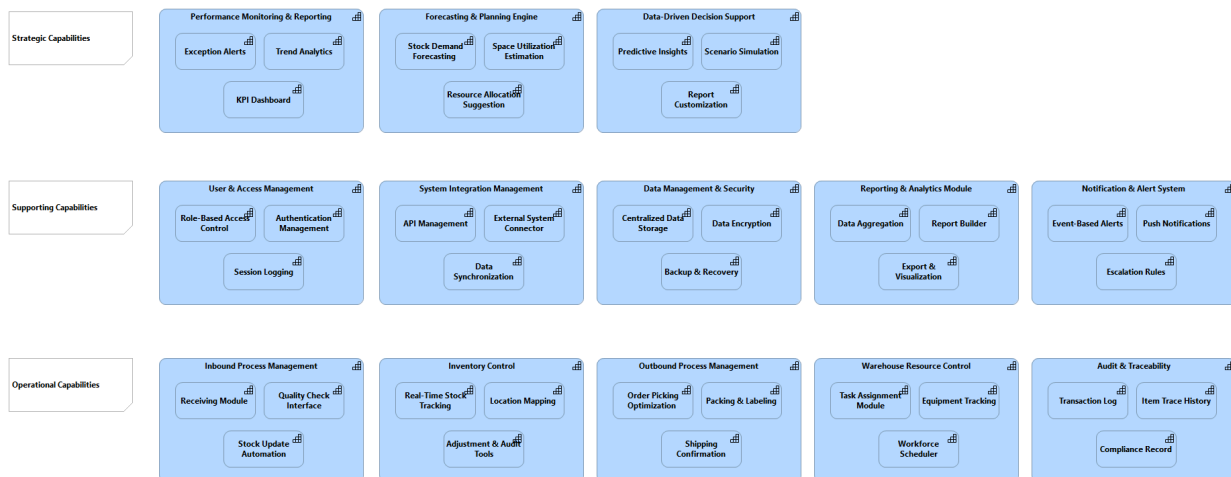 Strategic Capabilities
Performance Monitoring & Reporting
Exception Alerts
Trend Analytics
KPI Dashboard
Forecasting & Planning Engine
Stock Demand
Forecasting
Space Utilization
Estimation
Resource Allocation
Suggestion
Data-Driven Decision Support
Predictive Insights
Scenario Simulation
Report
Customization
Supporting Capabilities
User & Access Management
Role-Based Access
Control
Authentication
Management
Session Logging
System Integration Management
API Management
External System
Connector
Data
Synchronization
Data Management & Security
Centralized Data
Storage
Data Encryption
Backup & Recovery
Reporting & Analytics Module
Data Aggregation
Report Builder
Export &
Visualization
Notification & Alert System
Event-Based Alerts
Push Notifications
Escalation Rules
Operational Capabilities
Inbound Process Management
Receiving Module
Quality Check
Interface
Stock Update
Automation
Inventory Control
Real-Time Stock
Tracking
Location Mapping
Adjustment & Audit
Tools
Outbound Process Management
Order Picking
Optimization
Packing & Labeling
Shipping
Confirmation
Warehouse Resource Control
Task Assignment
Module
Equipment Tracking
Workforce
Scheduler
Audit & Traceability
Transaction Log
Item Trace History
Compliance Record